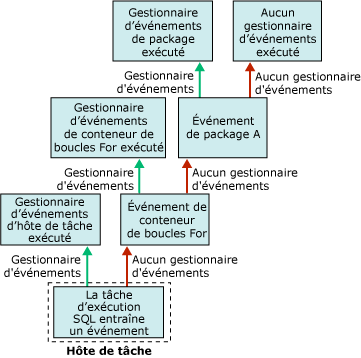 Gestionnaire
d'événements
de package
exécuté
Aucun
gestionnaire
d'événements
exécuté
Gestionnaire
d'événements
Aucun gestionnaire
d'événements
Gestionnaire
d'événements
de conteneur de
boucles For exécuté
Événement
de package A
Gestionnaire
d'événements
Aucun gestionnaire
d'événements
Gestionnaire
d'événements
d'hôte de tâche
exécuté
Événement de
conteneur
de boucles For
Gestionnaire
d'événements
Aucun gestionnaire
d'événements
La tâche
d'exécution
SQL entraîne
un événement
Hôte de tâche